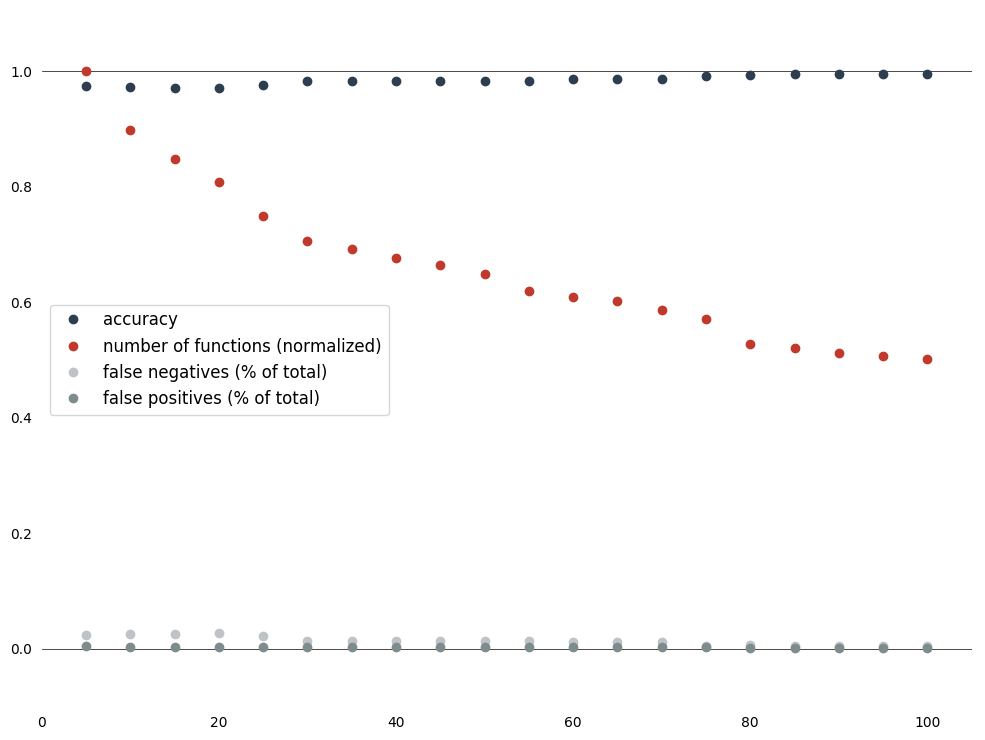 1.0
0.8
0.6
accuracy
number of functions (normalized)
false negatives (% of total)
false positives (% of total)
0.4
0.2
0.0
0 20 40 60 80 100